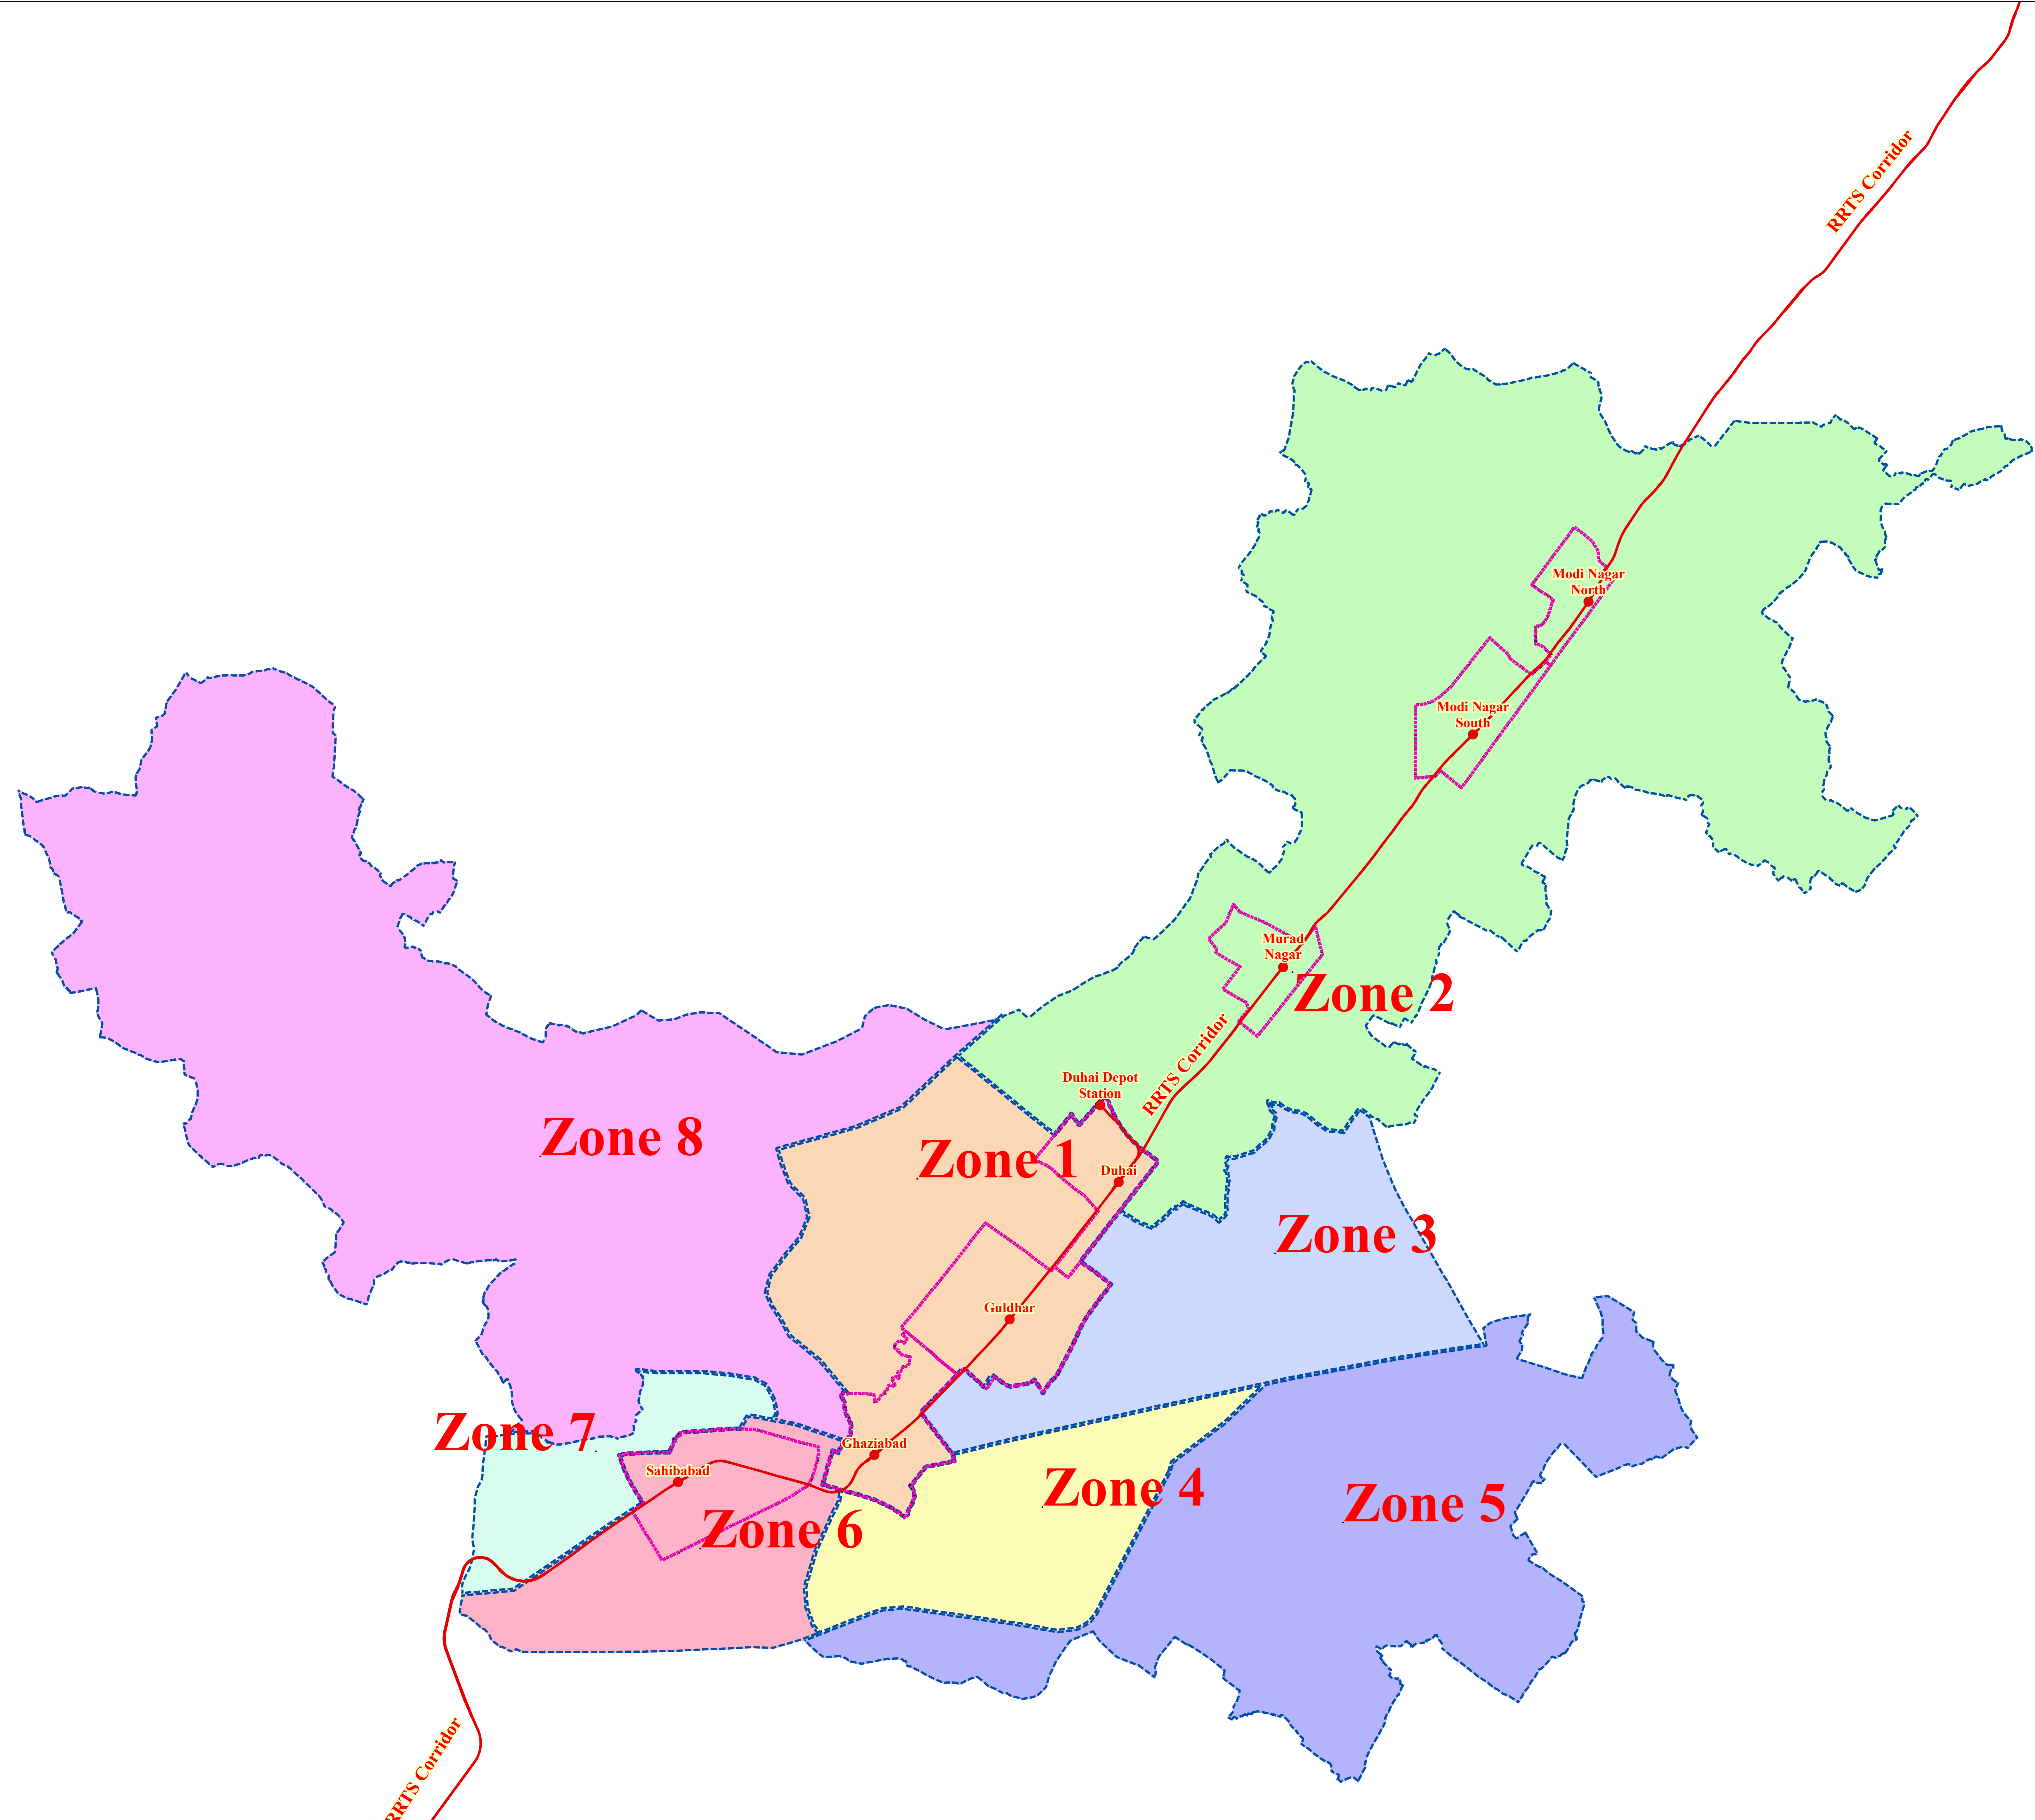 RRTS Corridor
Modi Nagar
North
Modi Nagar
South
Murad
Nagar
Zone 2
RRTS Corridor
Duhai Depot
Station
Zone 8
Zone 1
Duhai
Zone 3
Guldhar
Zone 7
Ghaziabad
Sahibabad
Zone 4
Zone 5
Zone 6
RRTS Corridor